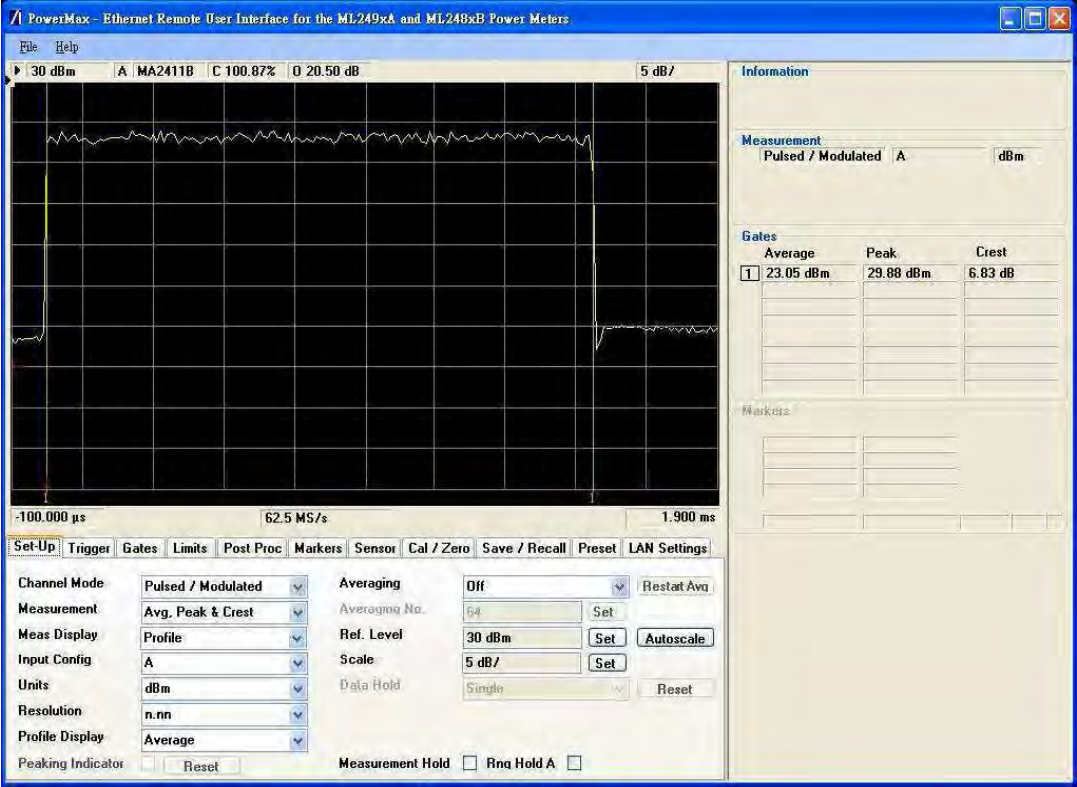 PowerMax - Ethernet Remote User Interface for the ML249xA and ML248xB Power Meters
File Help
30 dBm A MA2411B C 100.87% O 20.50 dB 5 dB/
1 1
-100.000 µs 62.5 MS/s 1.900 ms
Information
Measurement
Pulsed / Modulated A dBm
Gates
Average Peak Crest
1 23.05 dBm 29.88 dBm 6.83 dB
Markers
Set-Up Trigger Gates Limits Post Proc Markers Sensor Cal / Zero Save / Recall Preset LAN Settings
Channel Mode Pulsed / Modulated Averaging Off Restart Avg
Measurement Avg, Peak & Crest Averaging No. 64 Set
Meas Display Profile Ref. Level 30 dBm Set Autoscale
Input Config A Scale 5 dB/ Set
Units dBm Data Hold Single Reset
Resolution n.nn
Profile Display Average
Peaking Indicator Reset Measurement Hold Rng Hold A